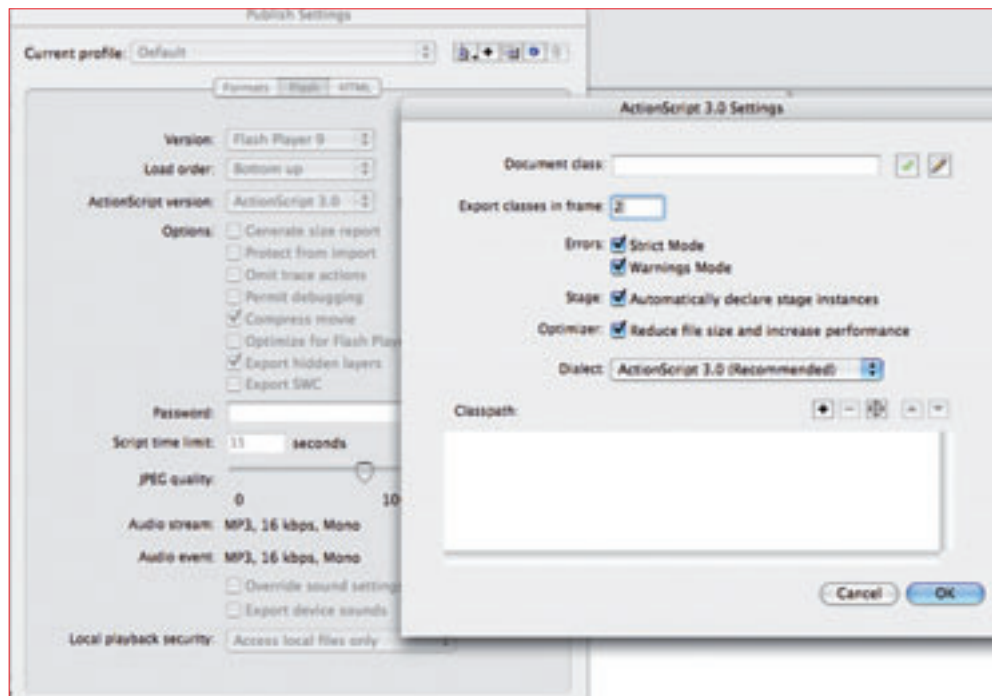 Publish Settings
Current profile: Default
Formats Flash HTML
Version: Flash Player 9
Load order: Bottom up
ActionScript version: ActionScript 3.0
Options: Generate size report
Protect from import
Omit trace actions
Permit debugging
Compress movie
Optimize for Flash Play
Export hidden layers
Export SWC
Password:
Script time limit: 15 seconds
JPEG quality:
0 10
Audio stream: MP3, 16 kbps, Mono
Audio event: MP3, 16 kbps, Mono
Override sound settings
Export device sounds
Local playback security: Access local files only
ActionScript 3.0 Settings
Document class:
Export classes in frame: 2
Errors: Strict Mode
Warnings Mode
Stage: Automatically declare stage instances
Optimizer: Reduce file size and increase performance
Dialect: ActionScript 3.0 (Recommended)
Classpath:
Cancel OK